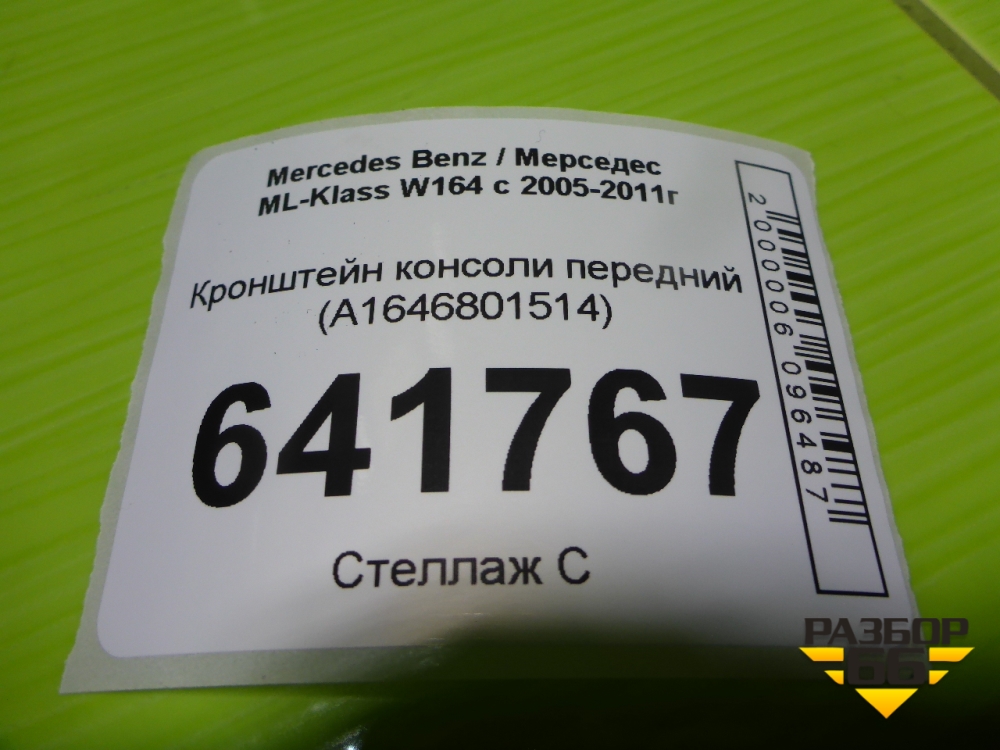 Mercedes Benz / Мерседес
ML-Klass W164 с 2005-2011г
Кронштейн консоли передний
(A1646801514)
641767
Стеллаж С
2000006096487
РАЗБОР
66